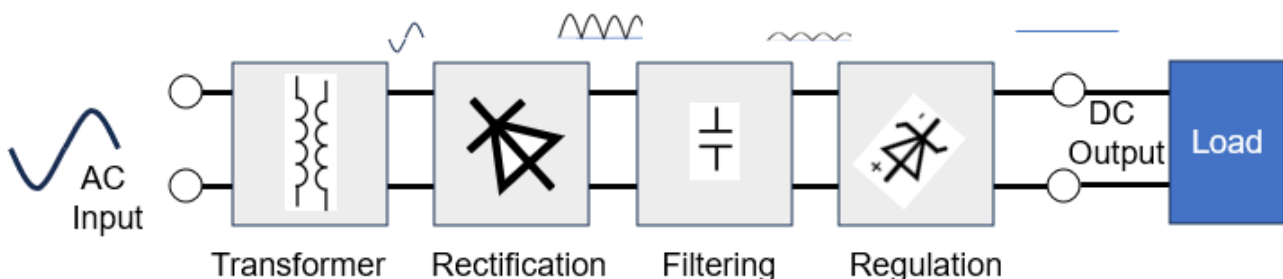 AC
Input
Transformer
Rectification
Filtering
Regulation
+
-
DC
Output
Load